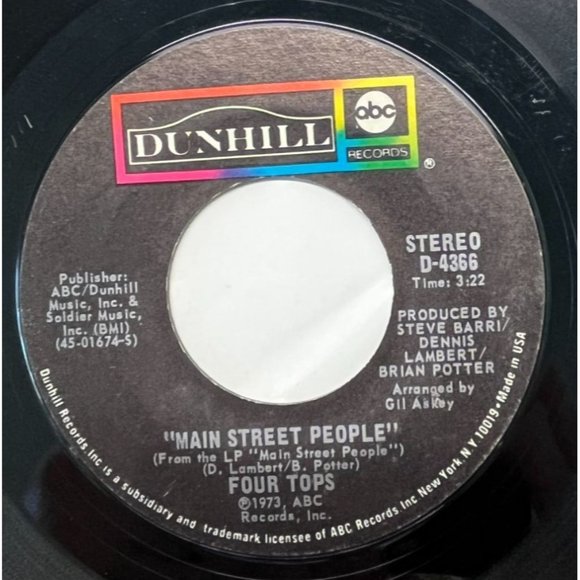 DUNHILL
abc
RECORDS
®
STEREO
D-4366
Time: 3:22
Publisher:
ABC/Dunhill
Music, Inc. &
Soldier Music,
Inc. (BMI)
(45-01674-S)
PRODUCED BY
STEVE BARRI/
DENNIS
LAMBERT/
BRIAN POTTER
Arranged by
Gil Askey
"MAIN STREET PEOPLE"
(From the LP "Main Street People")
(D. Lambert/B. Potter)
FOUR TOPS
℗1973, ABC
Records, Inc.
Dunhill Records, Inc. is a subsidiary and trademark licensee of ABC Records Inc New York, N.Y. 10019 • Made in USA